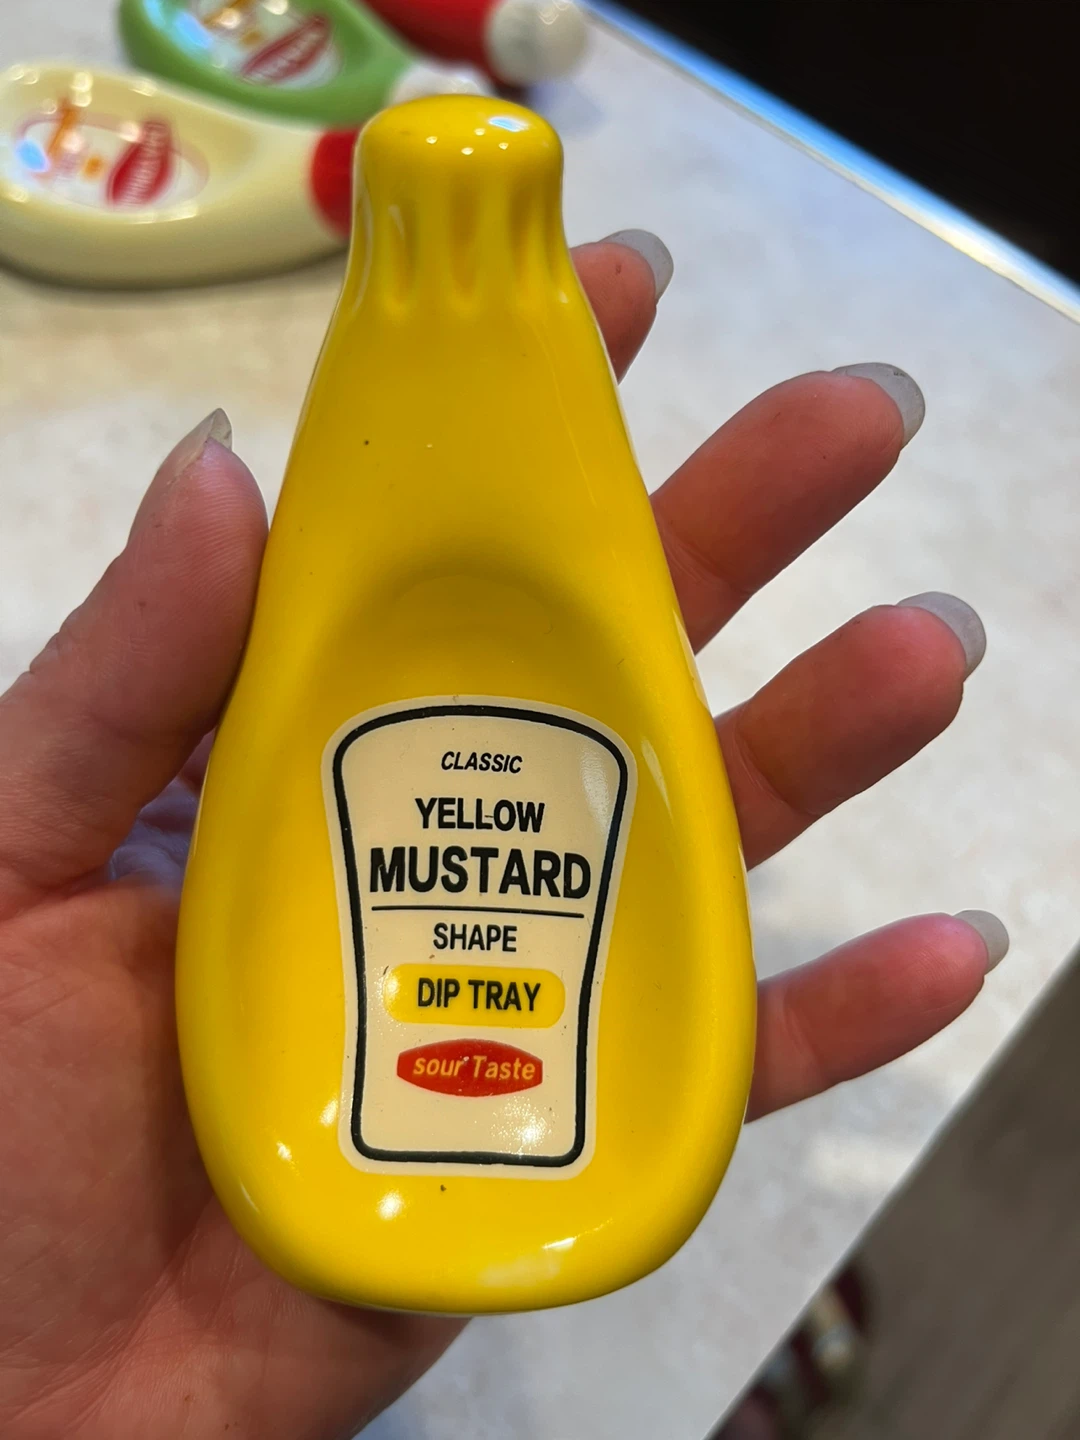 CLASSIC
YELLOW
MUSTARD
SHAPE
DIP TRAY
sour Taste